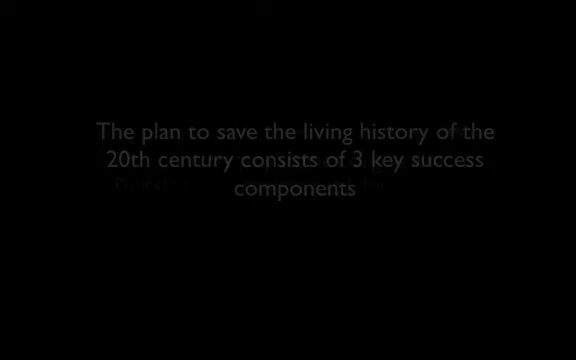 The plan to save the living history of the
20th century consists of 3 key success
components